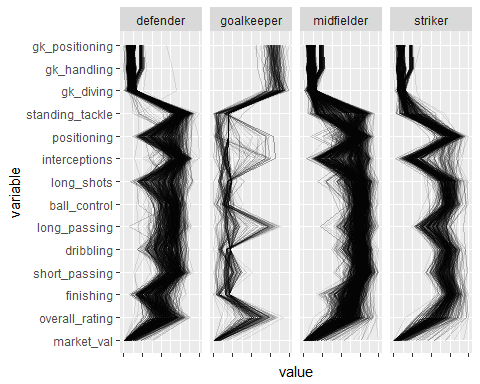 defender goalkeeper midfielder striker
gk_positioning
gk_handling
gk_diving
standing_tackle
positioning
interceptions
long_shots
ball_control
long_passing
dribbling
short_passing
finishing
overall_rating
market_val
variable
value